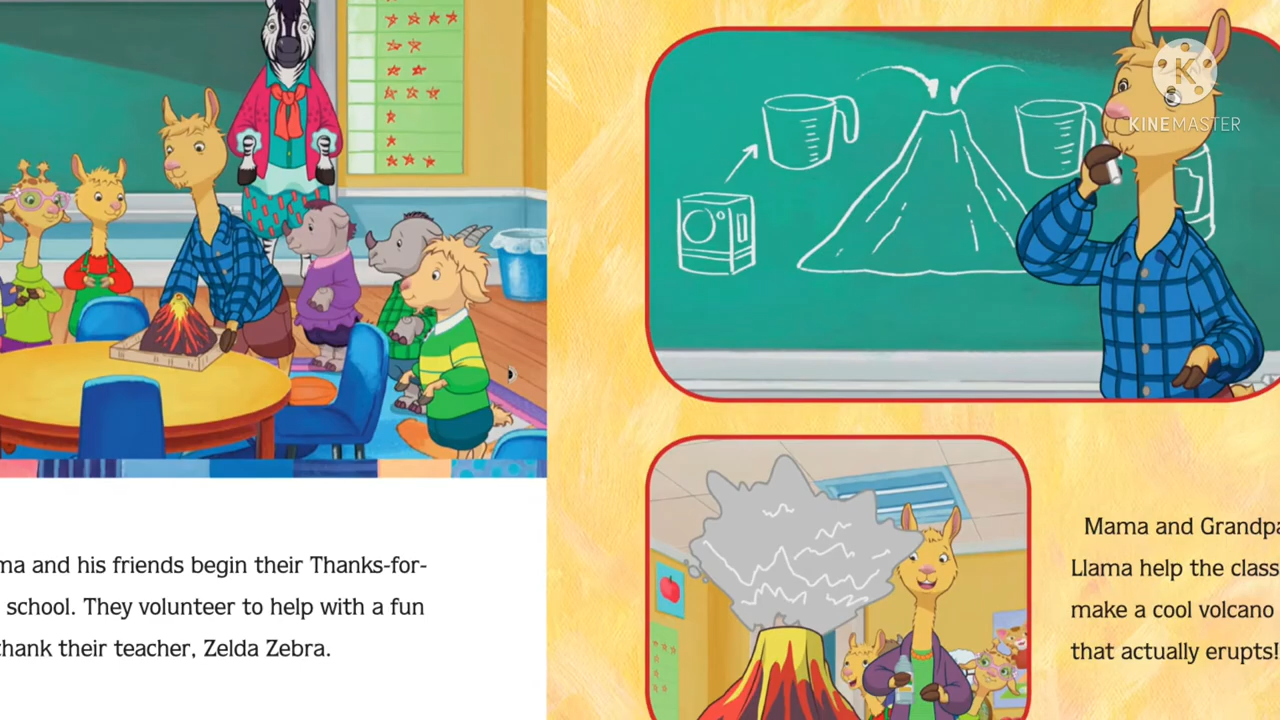 ma and his friends begin their Thanks-for-
school. They volunteer to help with a fun
thank their teacher, Zelda Zebra.
K
KINEMASTER
Mama and Grandpa
Llama help the class
make a cool volcano
that actually erupts!